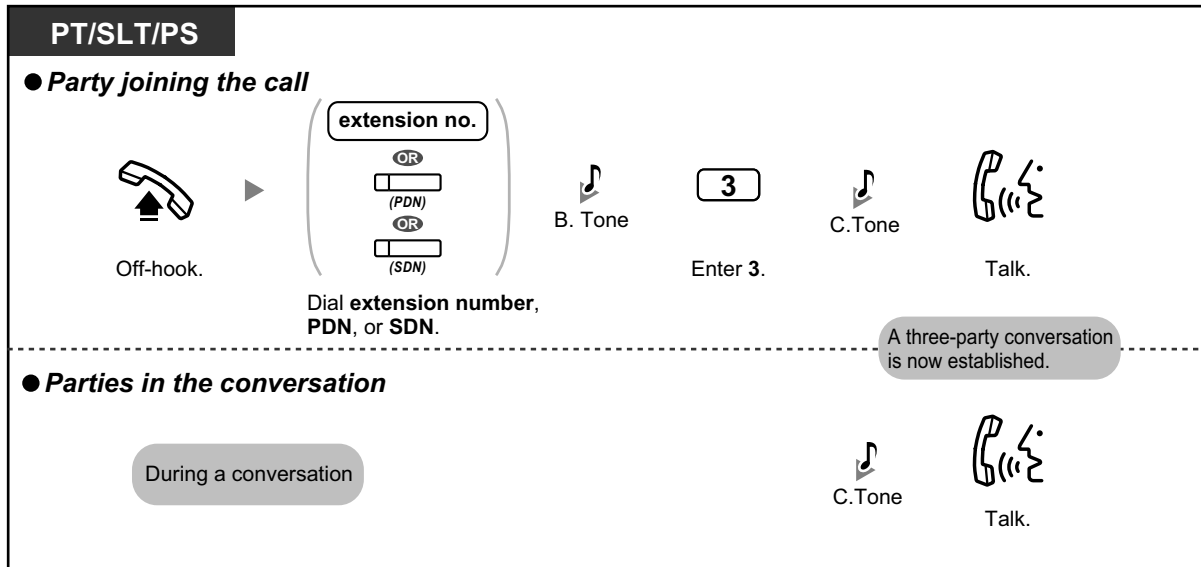 PT/SLT/PS
Party joining the call
extension no.
OR
(PDN)
OR
(SDN)
B. Tone
3
C.Tone
Off-hook.
Enter 3.
Talk.
Dial extension number,
PDN, or SDN.
A three-party conversation
is now established.
Parties in the conversation
During a conversation
C.Tone
Talk.